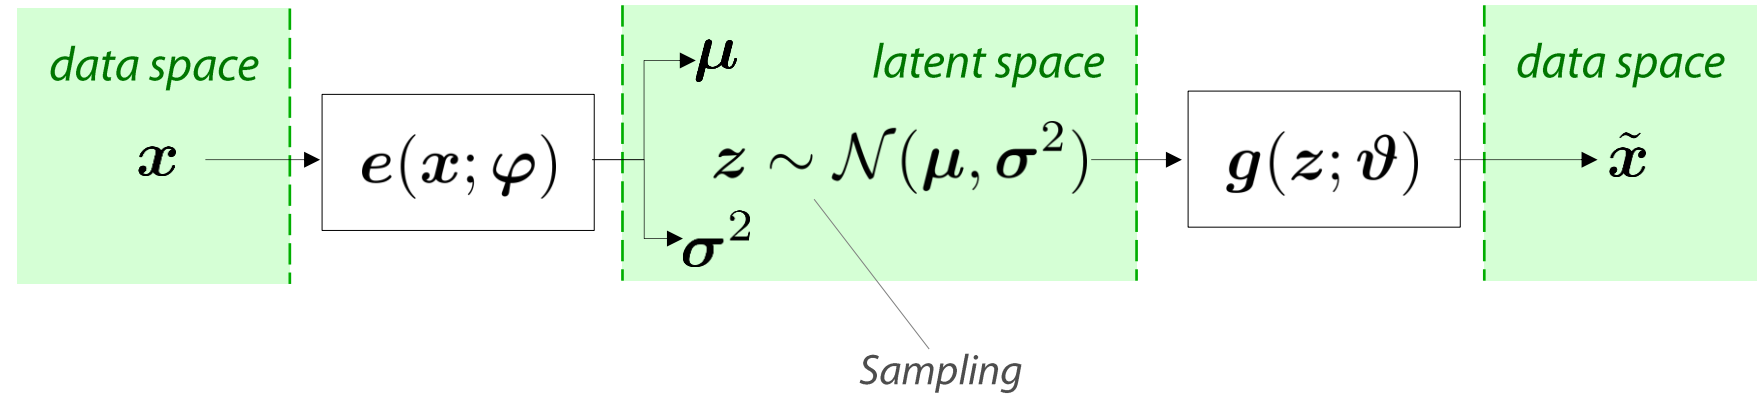 data space
x
e(x; φ)
μ
latent space
z ∼ 𝒩(μ, σ²)
σ²
g(z; ϑ)
data space
x̃
Sampling